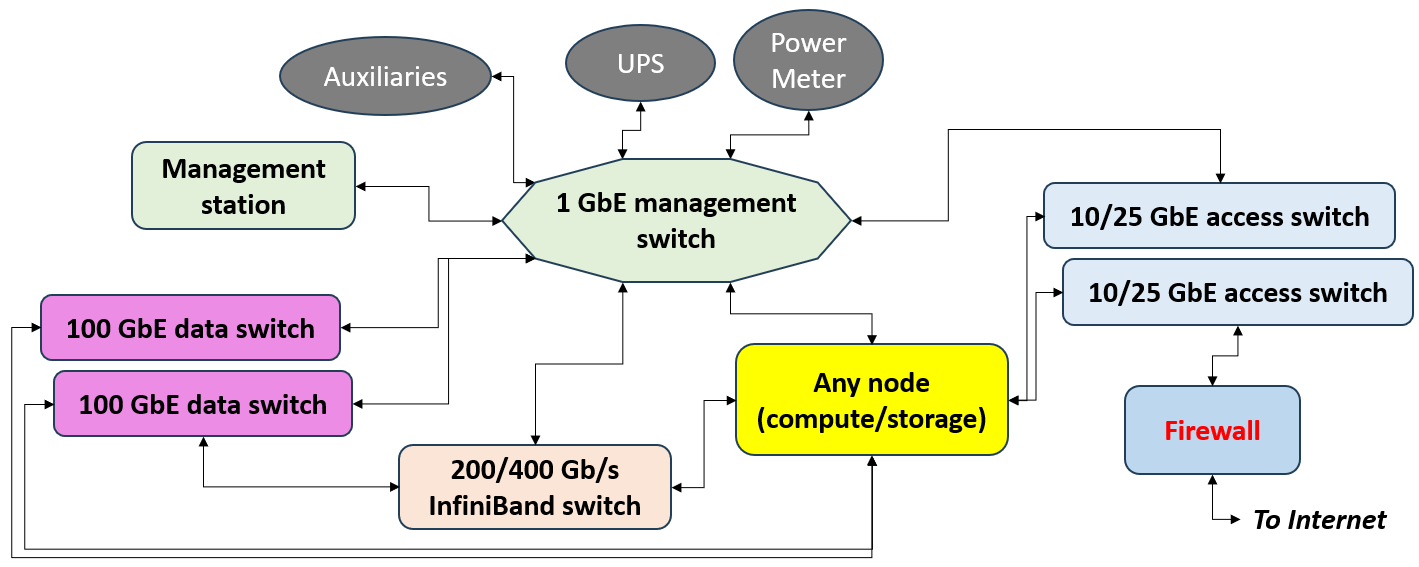 Auxiliaries
UPS
Power
Meter
Management
station
1 GbE management
switch
10/25 GbE access switch
10/25 GbE access switch
100 GbE data switch
100 GbE data switch
Any node
(compute/storage)
Firewall
200/400 Gb/s
InfiniBand switch
To Internet